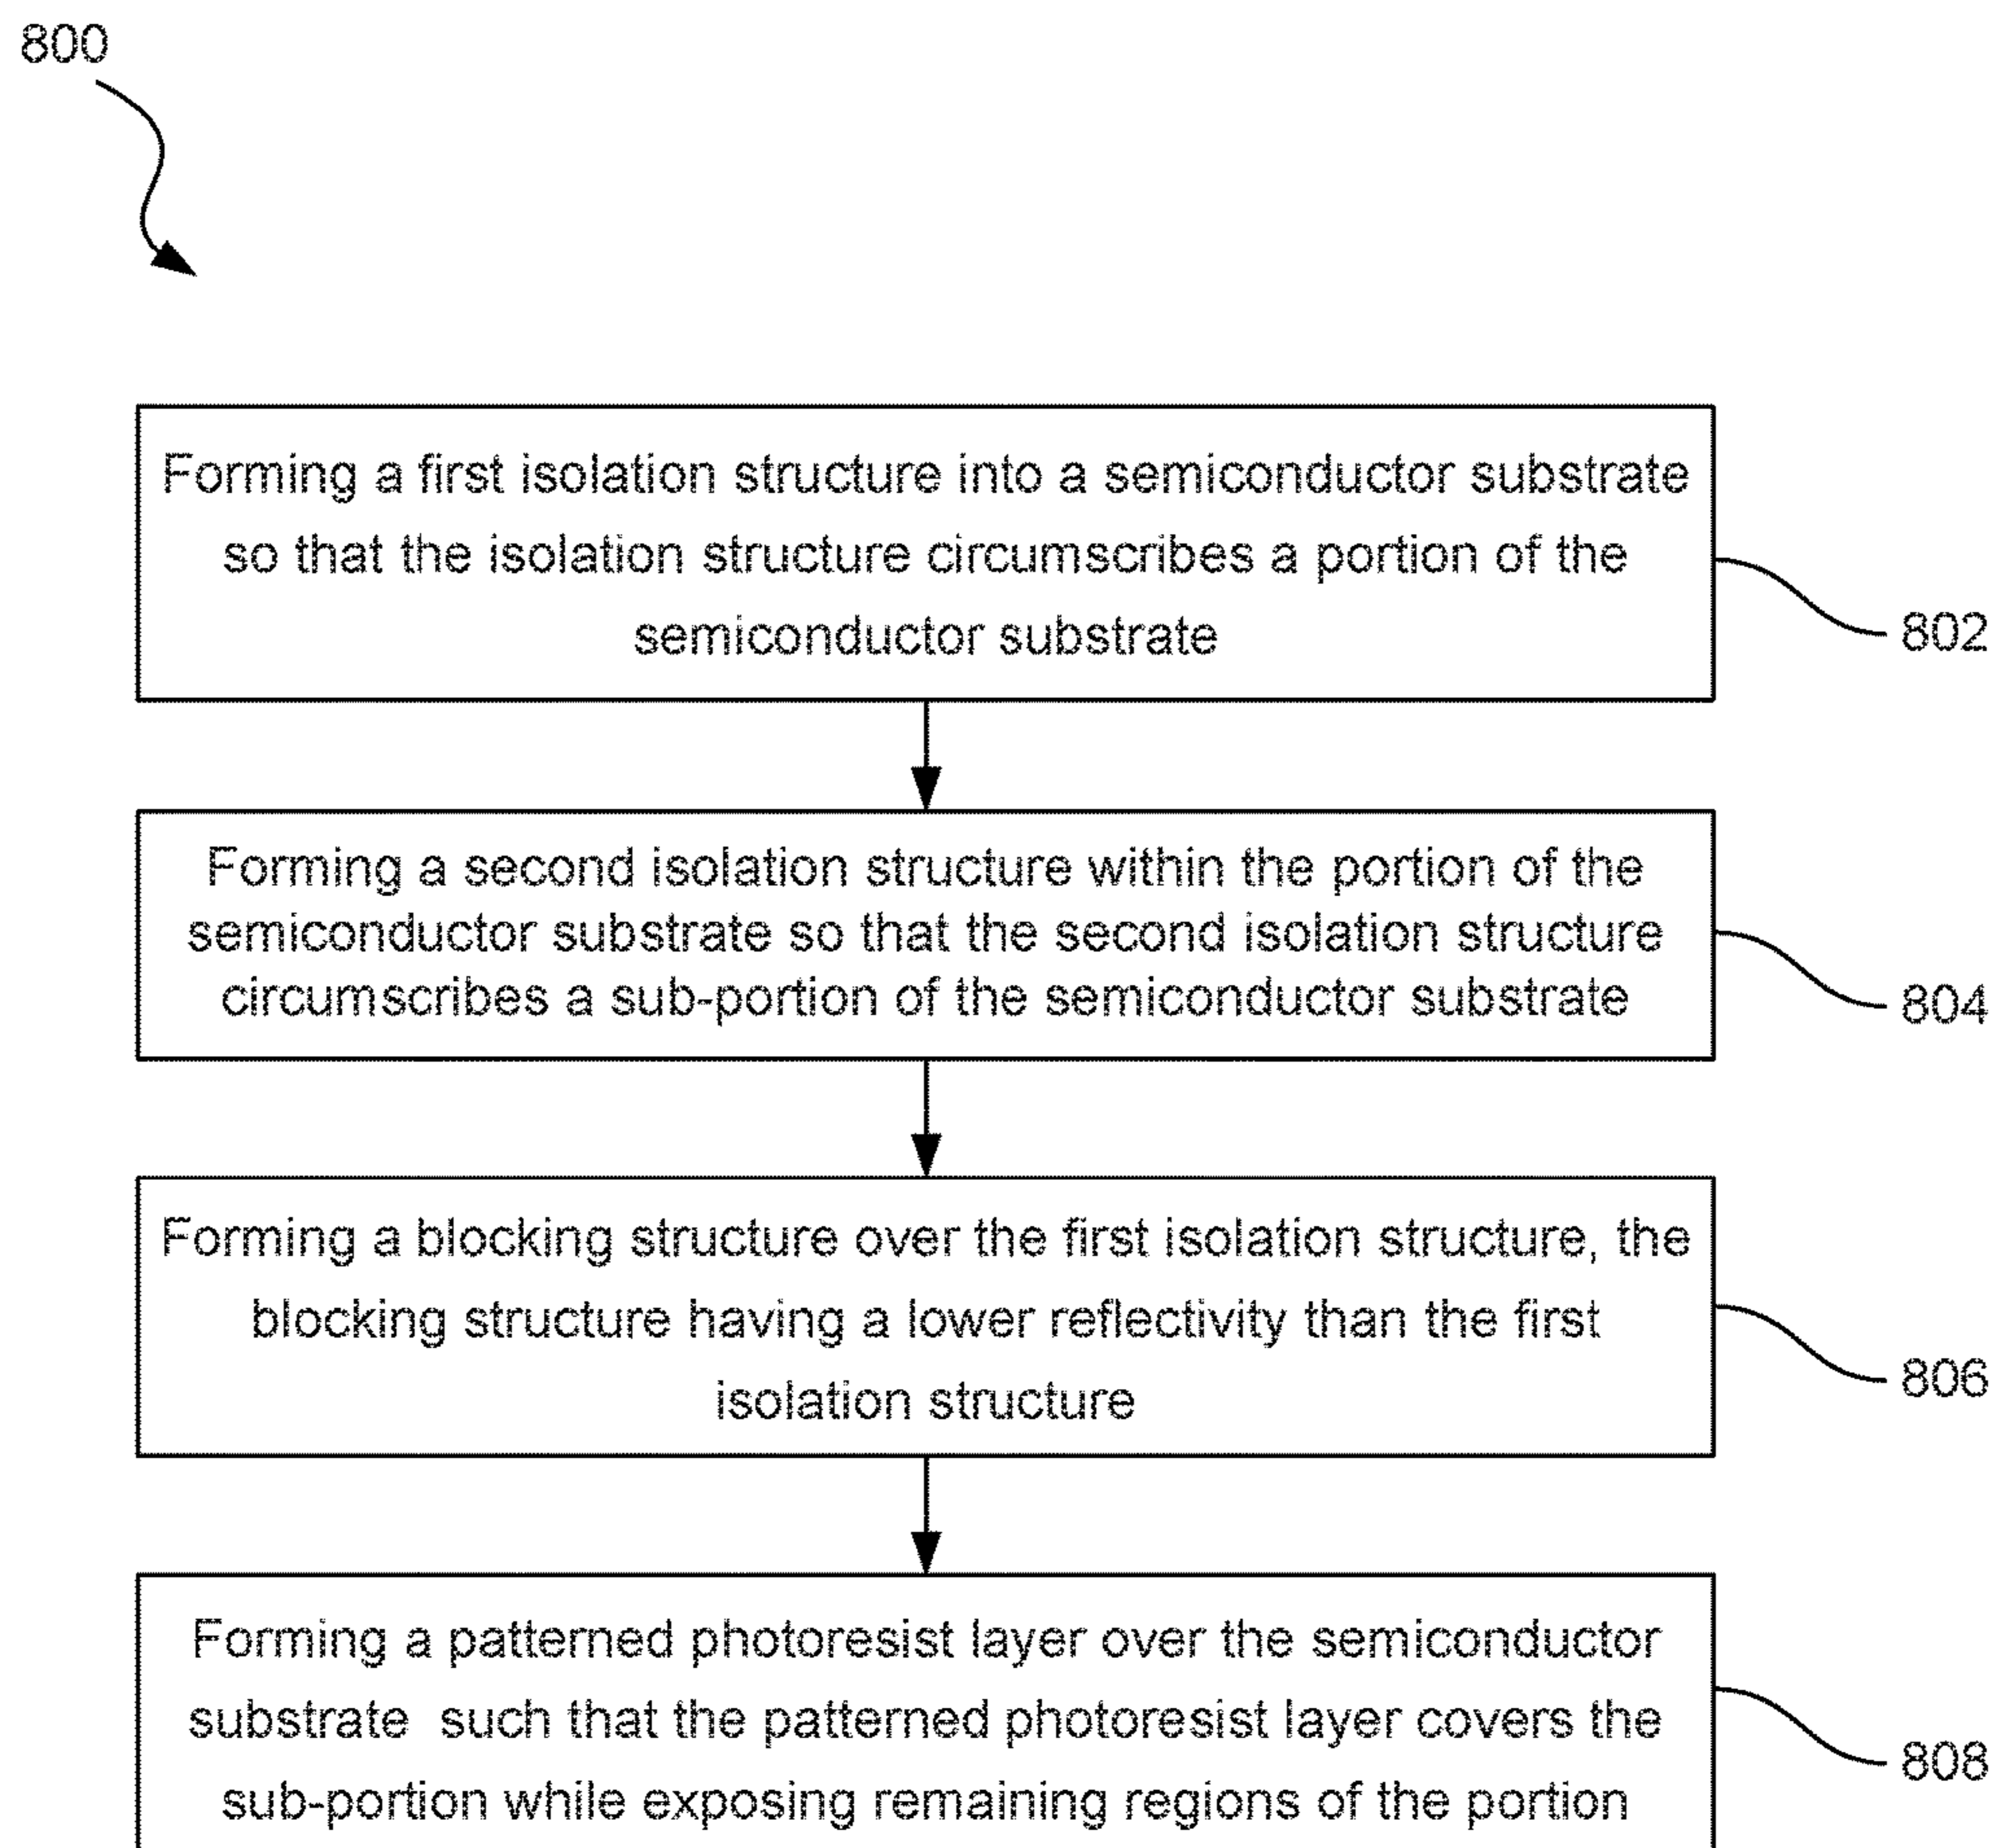 800
Forming a first isolation structure into a semiconductor substrate
so that the isolation structure circumscribes a portion of the
semiconductor substrate
802
Forming a second isolation structure within the portion of the
semiconductor substrate so that the second isolation structure
circumscribes a sub-portion of the semiconductor substrate
804
Forming a blocking structure over the first isolation structure, the
blocking structure having a lower reflectivity than the first
isolation structure
806
Forming a patterned photoresist layer over the semiconductor
substrate such that the patterned photoresist layer covers the
sub-portion while exposing remaining regions of the portion
808